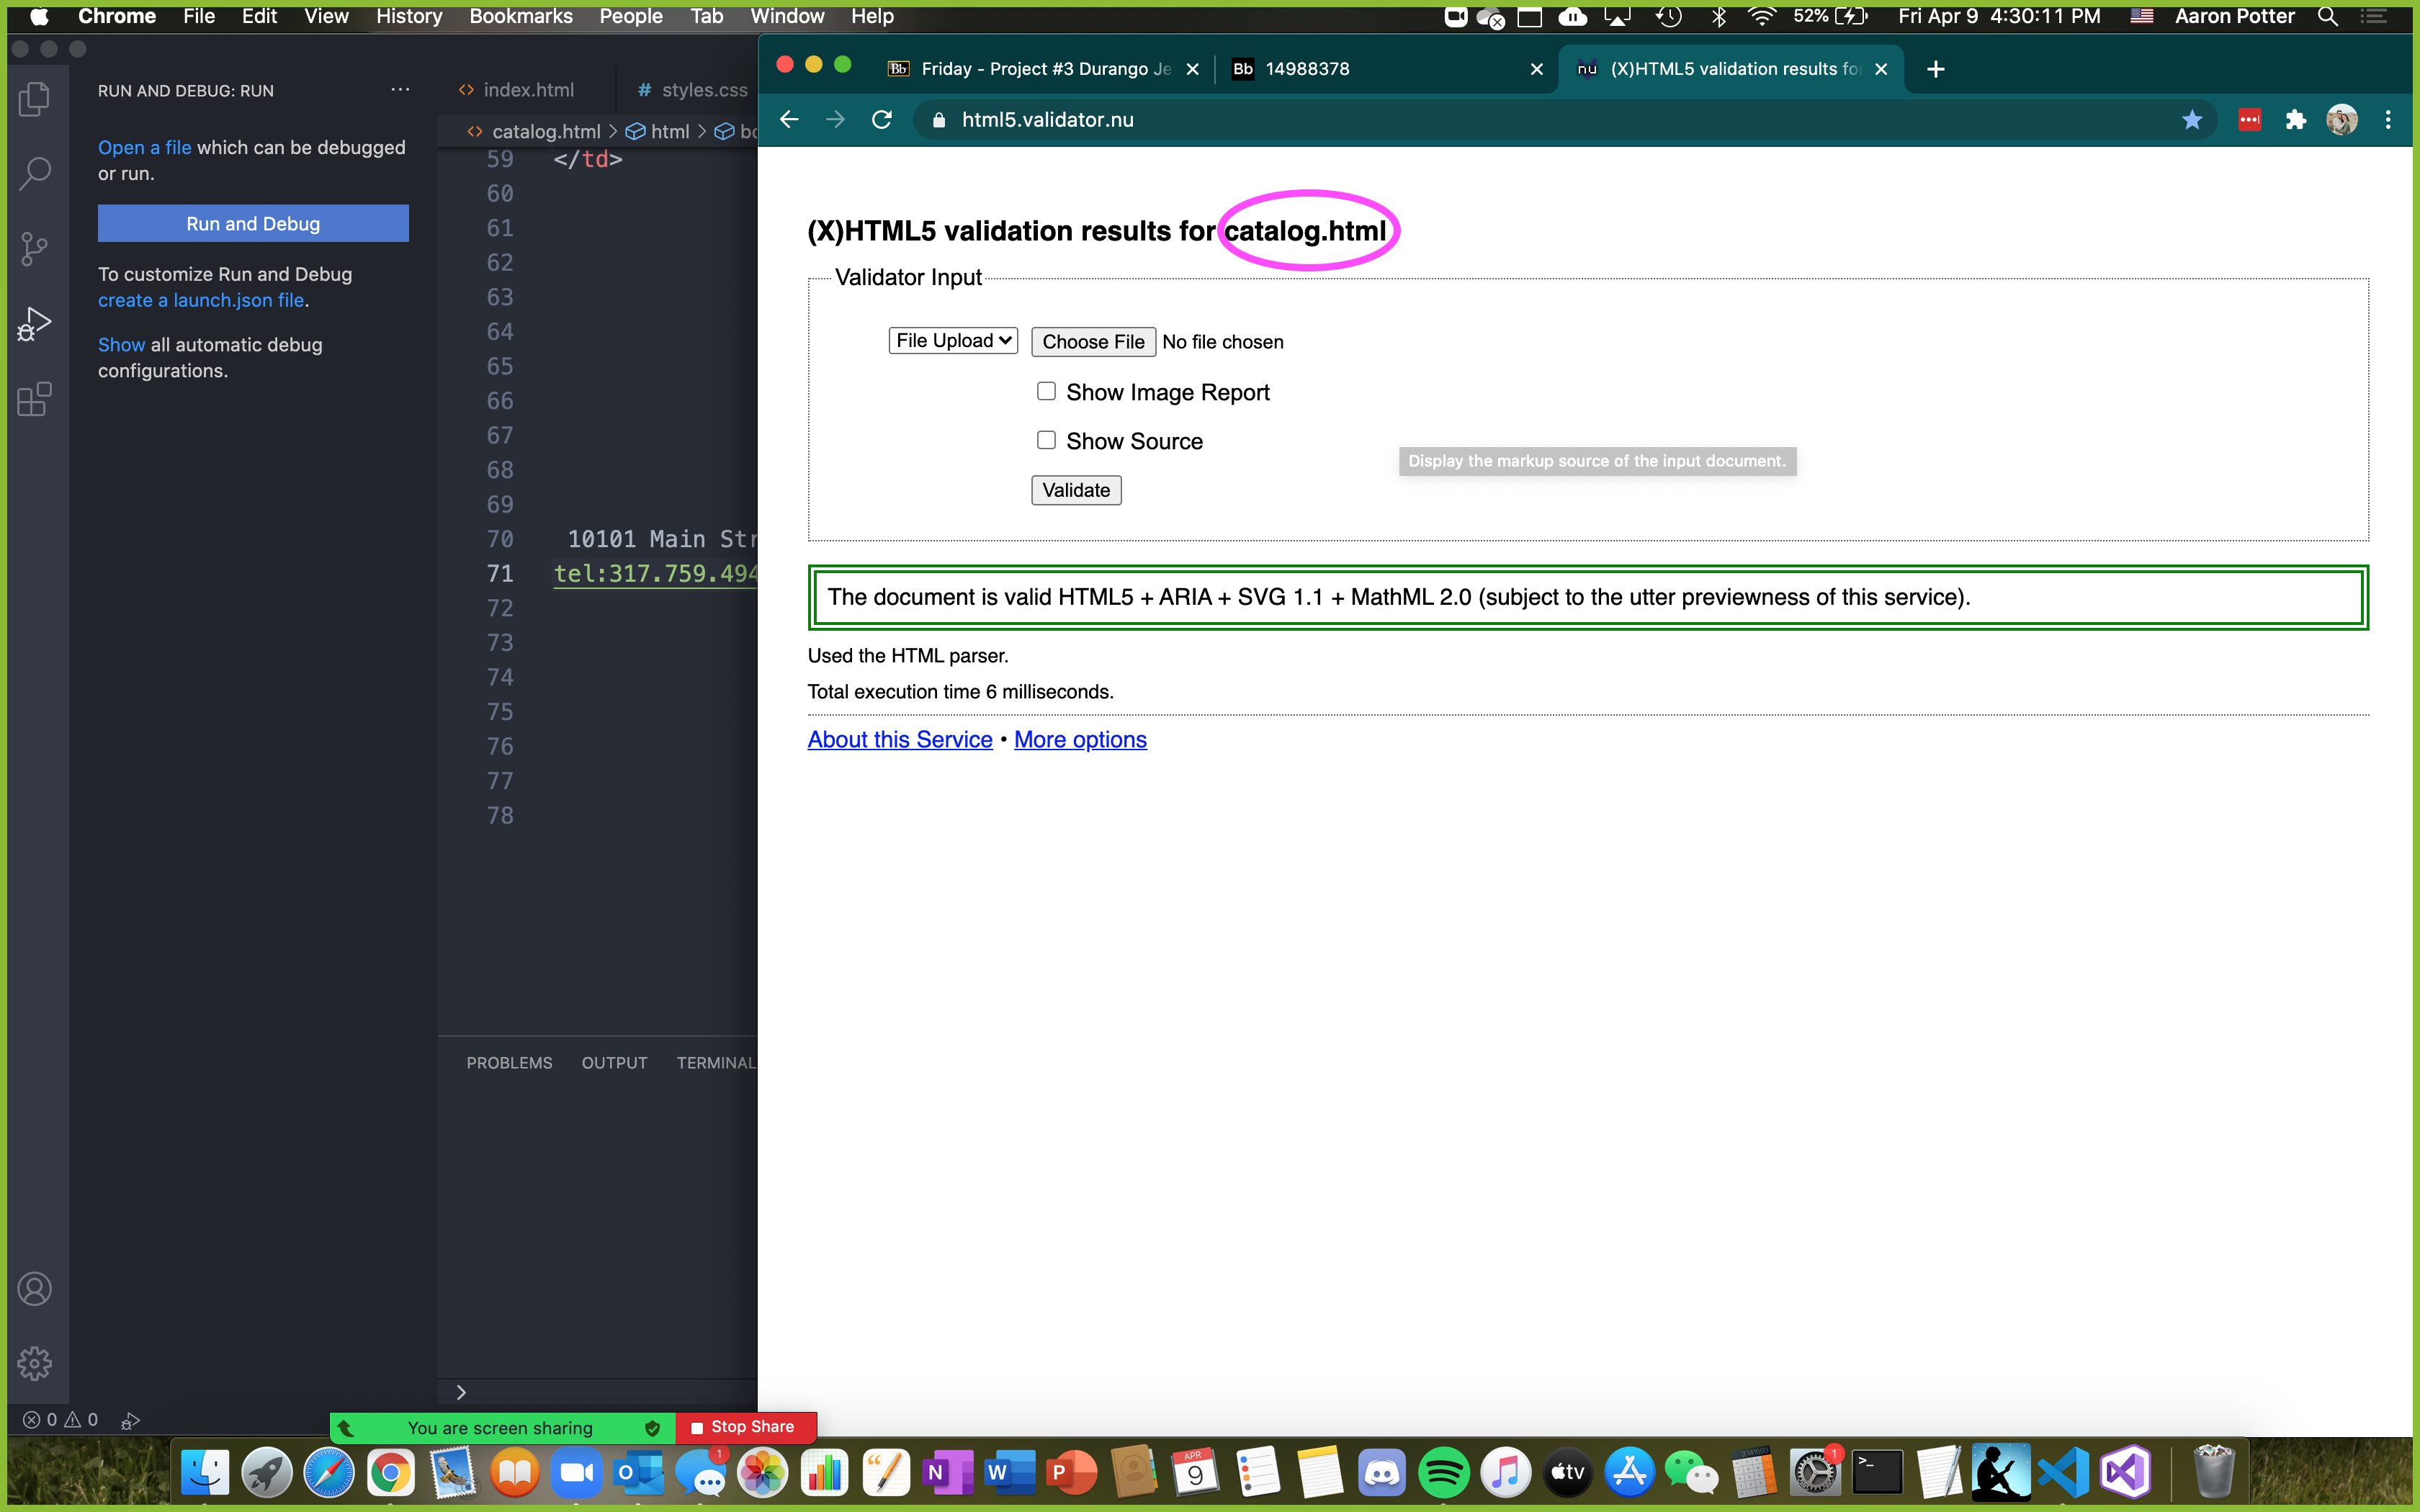 Chrome File Edit View History Bookmarks People Tab Window Help
52% Fri Apr 9 4:30:11 PM Aaron Potter
RUN AND DEBUG: RUN ...
Open a file which can be debugged
or run.
Run and Debug
To customize Run and Debug
create a launch.json file.
Show all automatic debug
configurations.
index.html
# styles.css
catalog.html > html > bo
59 </td>
60
61
62
63
64
65
66
67
68
69
70 10101 Main Str
71 tel:317.759.494
72
73
74
75
76
77
78
PROBLEMS OUTPUT TERMINAL
>
0 0
Bb Friday - Project #3 Durango Je
Bb 14988378
nu (X)HTML5 validation results for
html5.validator.nu
(X)HTML5 validation results for catalog.html
Validator Input
File Upload Choose File No file chosen
Show Image Report
Show Source
Display the markup source of the input document.
Validate
The document is valid HTML5 + ARIA + SVG 1.1 + MathML 2.0 (subject to the utter previewness of this service).
Used the HTML parser.
Total execution time 6 milliseconds.
About this Service • More options
You are screen sharing Stop Share
1
N
W
P
APR
9
tv
1
>_